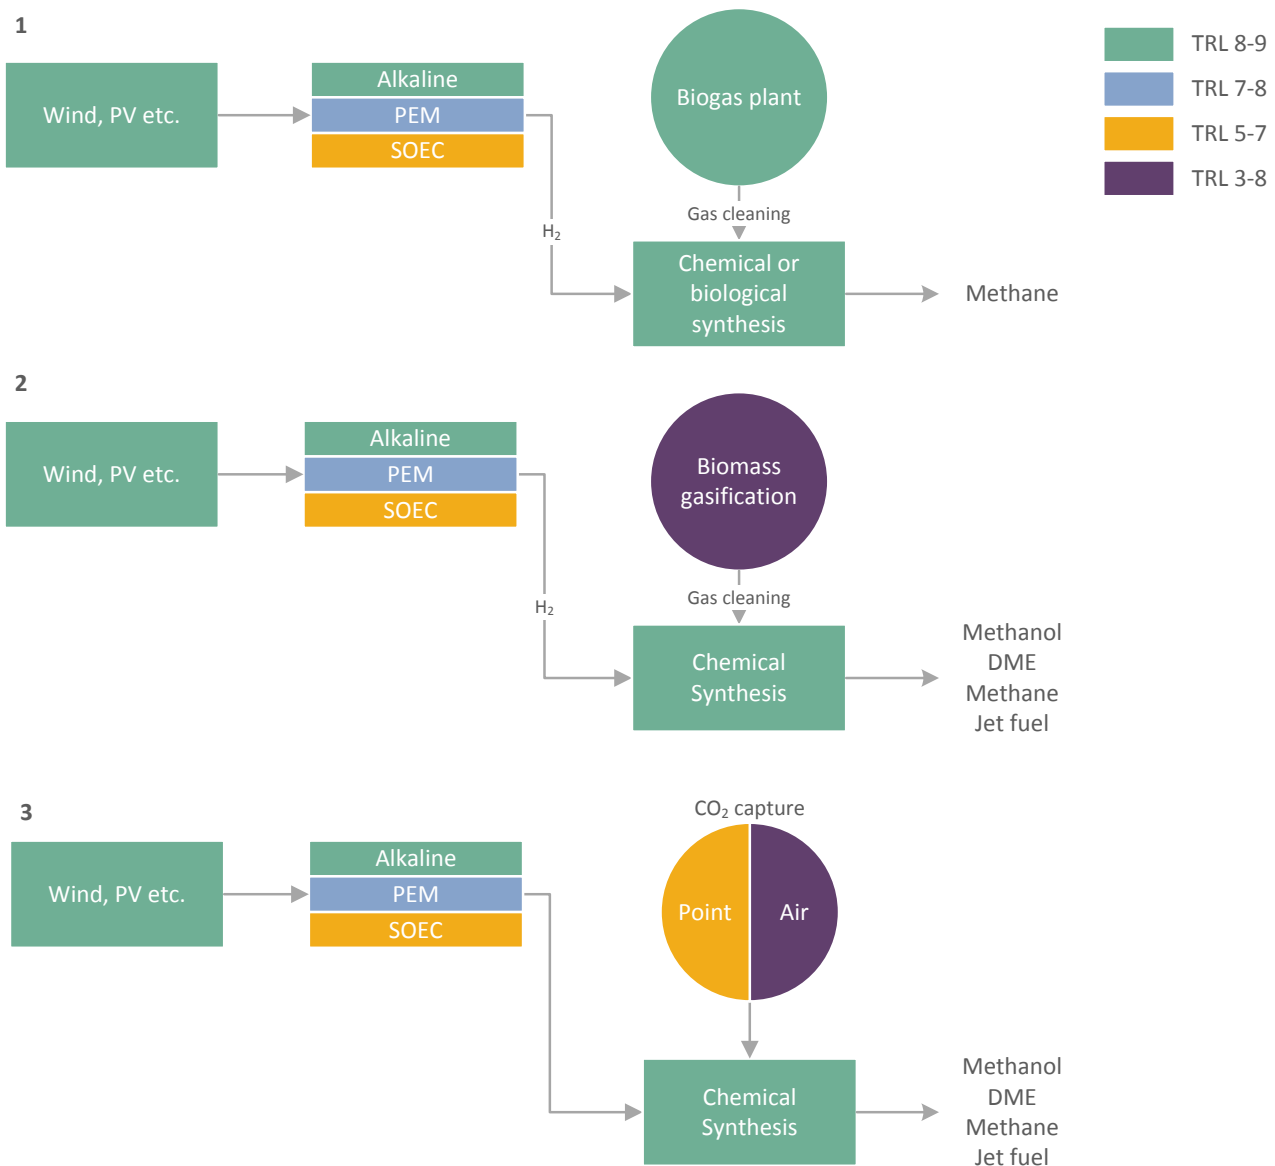 1
Wind, PV etc.
Alkaline
PEM
SOEC
H₂
Biogas plant
Gas cleaning
Chemical or
biological
synthesis
Methane
TRL 8-9
TRL 7-8
TRL 5-7
TRL 3-8
2
Wind, PV etc.
Alkaline
PEM
SOEC
H₂
Biomass
gasification
Gas cleaning
Chemical
Synthesis
Methanol
DME
Methane
Jet fuel
3
Wind, PV etc.
Alkaline
PEM
SOEC
CO₂ capture
Point
Air
Chemical
Synthesis
Methanol
DME
Methane
Jet fuel